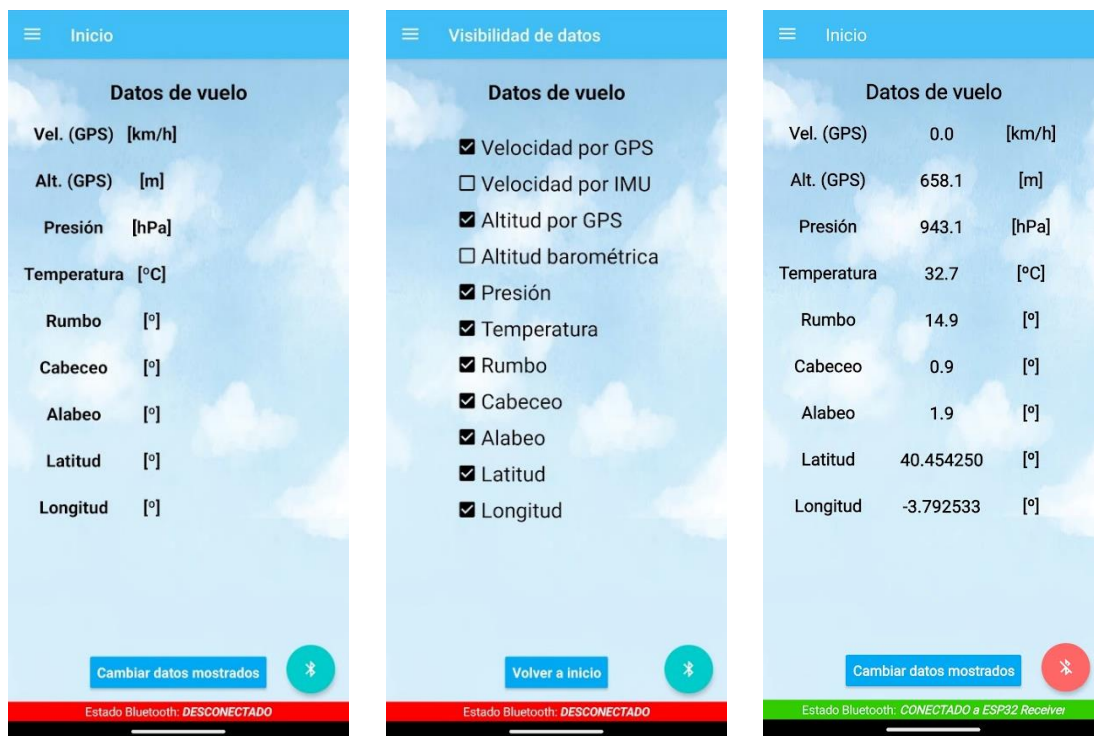 Inicio
Datos de vuelo
Vel. (GPS) [km/h]
Alt. (GPS) [m]
Presión [hPa]
Temperatura [ºC]
Rumbo [º]
Cabeceo [º]
Alabeo [º]
Latitud [º]
Longitud [º]
Cambiar datos mostrados
Estado Bluetooth: DESCONECTADO
Visibilidad de datos
Datos de vuelo
Velocidad por GPS
Velocidad por IMU
Altitud por GPS
Altitud barométrica
Presión
Temperatura
Rumbo
Cabeceo
Alabeo
Latitud
Longitud
Volver a inicio
Estado Bluetooth: DESCONECTADO
Inicio
Datos de vuelo
Vel. (GPS) 0.0 [km/h]
Alt. (GPS) 658.1 [m]
Presión 943.1 [hPa]
Temperatura 32.7 [ºC]
Rumbo 14.9 [º]
Cabeceo 0.9 [º]
Alabeo 1.9 [º]
Latitud 40.454250 [º]
Longitud -3.792533 [º]
Cambiar datos mostrados
Estado Bluetooth: CONECTADO a ESP32 Receiver